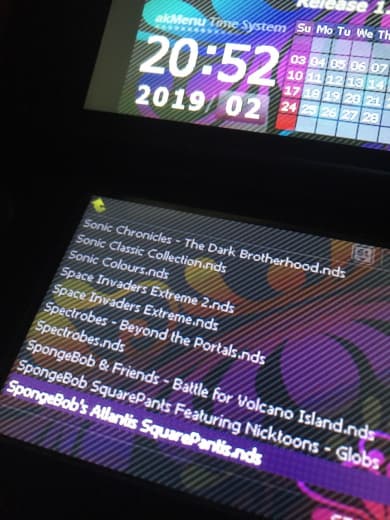 Release 1.
akMenu Time System
Su Mo Tu We Th
20:52
03 04 05 06 07
10 11 12 13 14
2019/02
17 18 19 20 21
24 25 26 27 28
Sonic Chronicles - The Dark Brotherhood.nds
Sonic Classic Collection.nds
Sonic Colours.nds
Space Invaders Extreme 2.nds
Space Invaders Extreme.nds
Spectrobes - Beyond the Portals.nds
Spectrobes.nds
SpongeBob & Friends - Battle for Volcano Island.nds
SpongeBob SquarePants Featuring Nicktoons - Globs
SpongeBob's Atlantis SquarePantis.nds